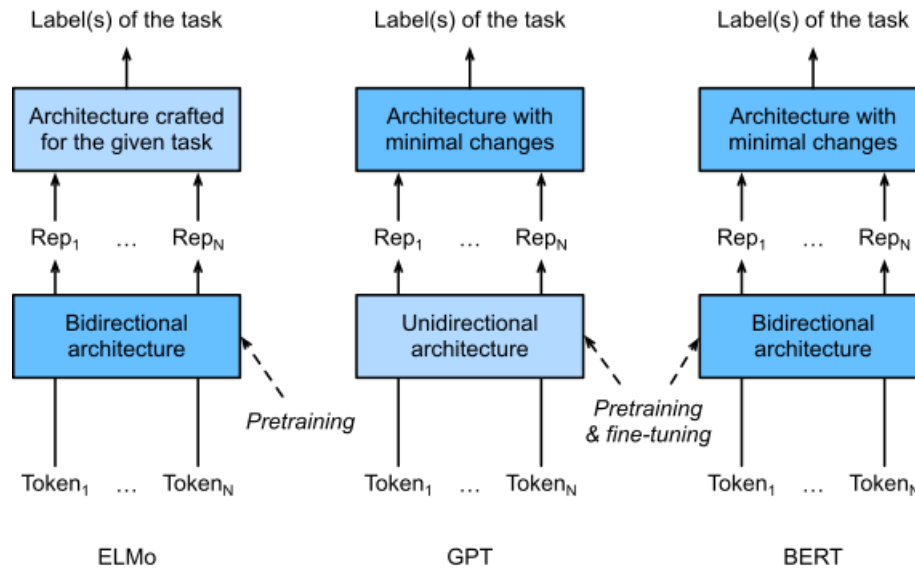 Label(s) of the task
Label(s) of the task
Label(s) of the task
Architecture crafted
for the given task
Architecture with
minimal changes
Architecture with
minimal changes
Rep₁ … Repₙ
Rep₁ … Repₙ
Rep₁ … Repₙ
Bidirectional
architecture
Unidirectional
architecture
Bidirectional
architecture
Pretraining
Pretraining
& fine-tuning
Token₁ … Tokenₙ
Token₁ … Tokenₙ
Token₁ … Tokenₙ
ELMo
GPT
BERT